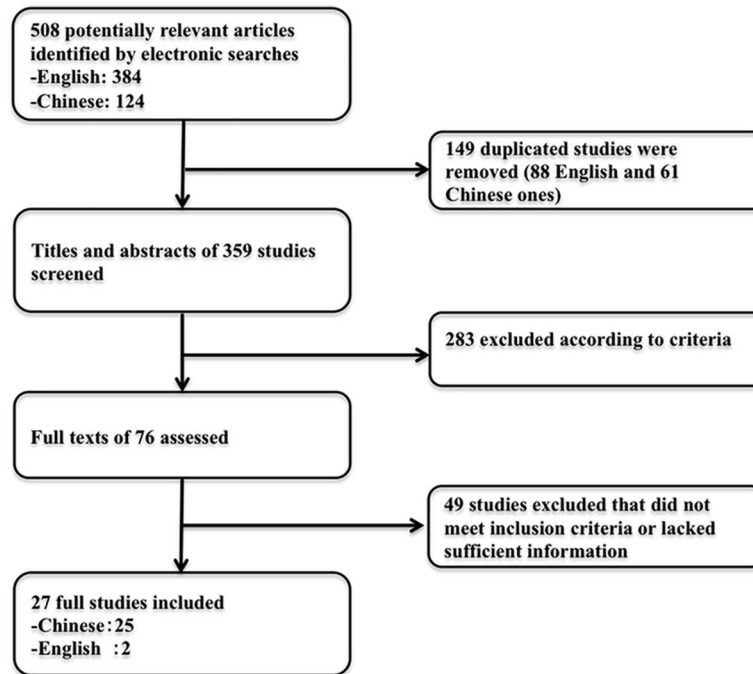 508 potentially relevant articles
identified by electronic searches
-English: 384
-Chinese: 124
149 duplicated studies were
removed (88 English and 61
Chinese ones)
Titles and abstracts of 359 studies
screened
283 excluded according to criteria
Full texts of 76 assessed
49 studies excluded that did not
meet inclusion criteria or lacked
sufficient information
27 full studies included
-Chinese：25
-English ：2